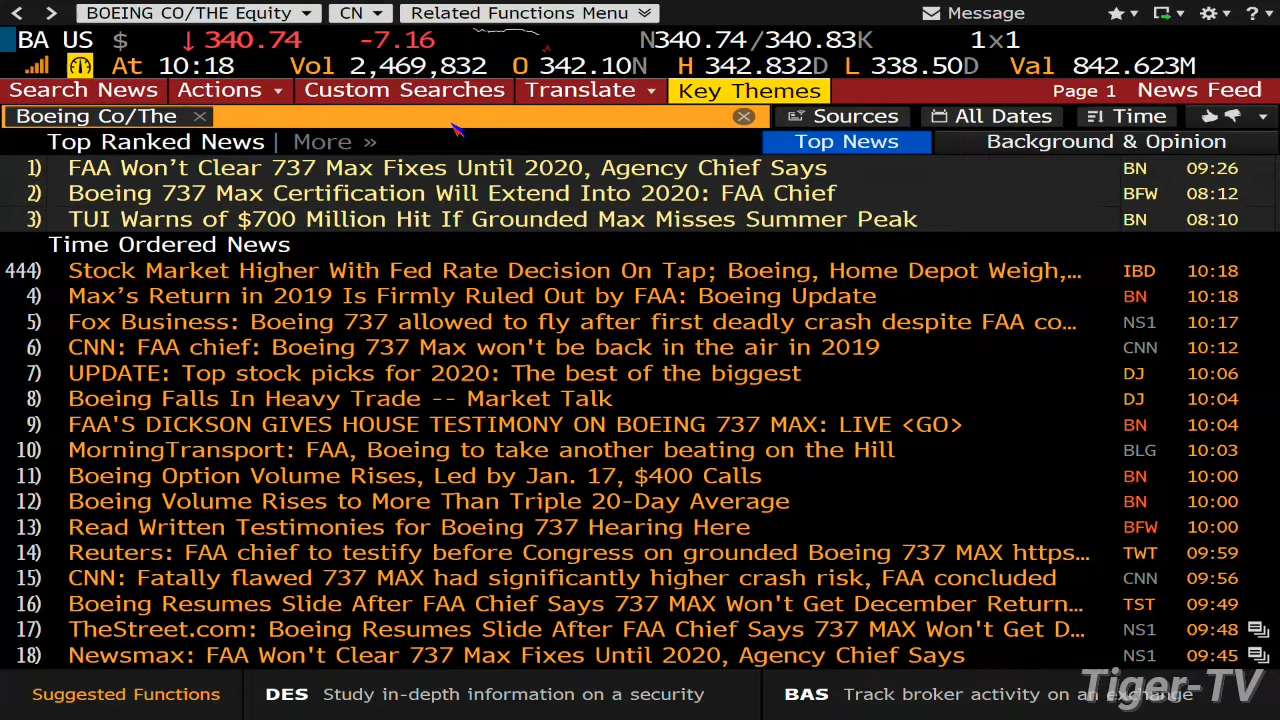 BOEING CO/THE Equity CN Related Functions Menu Message
BA US $ ↓ 340.74 -7.16 N340.74/340.83K 1x1
At 10:18 Vol 2,469,832 O 342.10N H 342.832D L 338.50D Val 842.623M
Search News Actions Custom Searches Translate Key Themes Page 1 News Feed
Boeing Co/The × Sources All Dates Time
Top Ranked News | More » Top News Background & Opinion
1) FAA Won’t Clear 737 Max Fixes Until 2020, Agency Chief Says BN 09:26
2) Boeing 737 Max Certification Will Extend Into 2020: FAA Chief BFW 08:12
3) TUI Warns of $700 Million Hit If Grounded Max Misses Summer Peak BN 08:10
Time Ordered News
444) Stock Market Higher With Fed Rate Decision On Tap; Boeing, Home Depot Weigh,… IBD 10:18
4) Max’s Return in 2019 Is Firmly Ruled Out by FAA: Boeing Update BN 10:18
5) Fox Business: Boeing 737 allowed to fly after first deadly crash despite FAA co… NS1 10:17
6) CNN: FAA chief: Boeing 737 Max won't be back in the air in 2019 CNN 10:12
7) UPDATE: Top stock picks for 2020: The best of the biggest DJ 10:06
8) Boeing Falls In Heavy Trade -- Market Talk DJ 10:04
9) FAA'S DICKSON GIVES HOUSE TESTIMONY ON BOEING 737 MAX: LIVE <GO> BN 10:04
10) MorningTransport: FAA, Boeing to take another beating on the Hill BLG 10:03
11) Boeing Option Volume Rises, Led by Jan. 17, $400 Calls BN 10:00
12) Boeing Volume Rises to More Than Triple 20-Day Average BN 10:00
13) Read Written Testimonies for Boeing 737 Hearing Here BFW 10:00
14) Reuters: FAA chief to testify before Congress on grounded Boeing 737 MAX https… TWT 09:59
15) CNN: Fatally flawed 737 MAX had significantly higher crash risk, FAA concluded CNN 09:56
16) Boeing Resumes Slide After FAA Chief Says 737 MAX Won't Get December Return… TST 09:49
17) TheStreet.com: Boeing Resumes Slide After FAA Chief Says 737 MAX Won't Get D… NS1 09:48
18) Newsmax: FAA Won't Clear 737 Max Fixes Until 2020, Agency Chief Says NS1 09:45
Suggested Functions DES Study in-depth information on a security BAS Track broker activity on an exchange
Tiger-TV